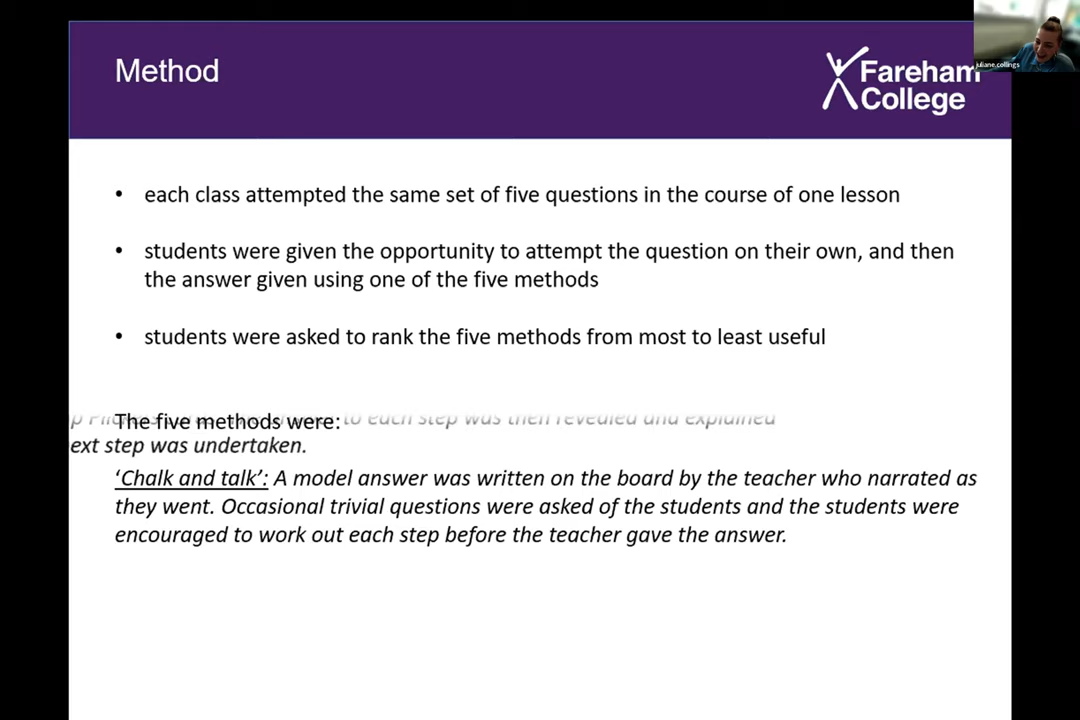 Method
Fareham
College
juliane.collings
• each class attempted the same set of five questions in the course of one lesson
• students were given the opportunity to attempt the question on their own, and then
the answer given using one of the five methods
• students were asked to rank the five methods from most to least useful
The five methods were:
to each step was then revealed and explained
ext step was undertaken.
‘Chalk and talk’: A model answer was written on the board by the teacher who narrated as
they went. Occasional trivial questions were asked of the students and the students were
encouraged to work out each step before the teacher gave the answer.